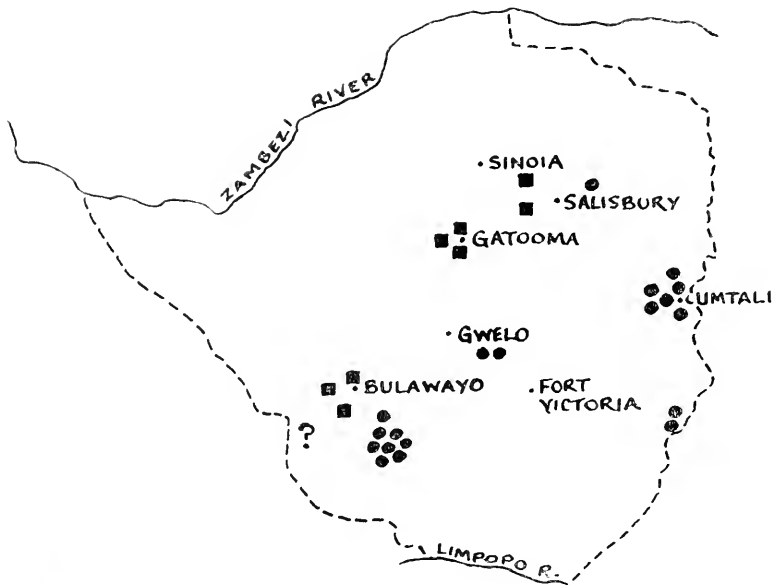 ZAMBEZI RIVER
SINOIA
SALISBURY
GATOOMA
UMTALI
GWELO
BULAWAYO
FORT
VICTORIA
?
LIMPOPO R.